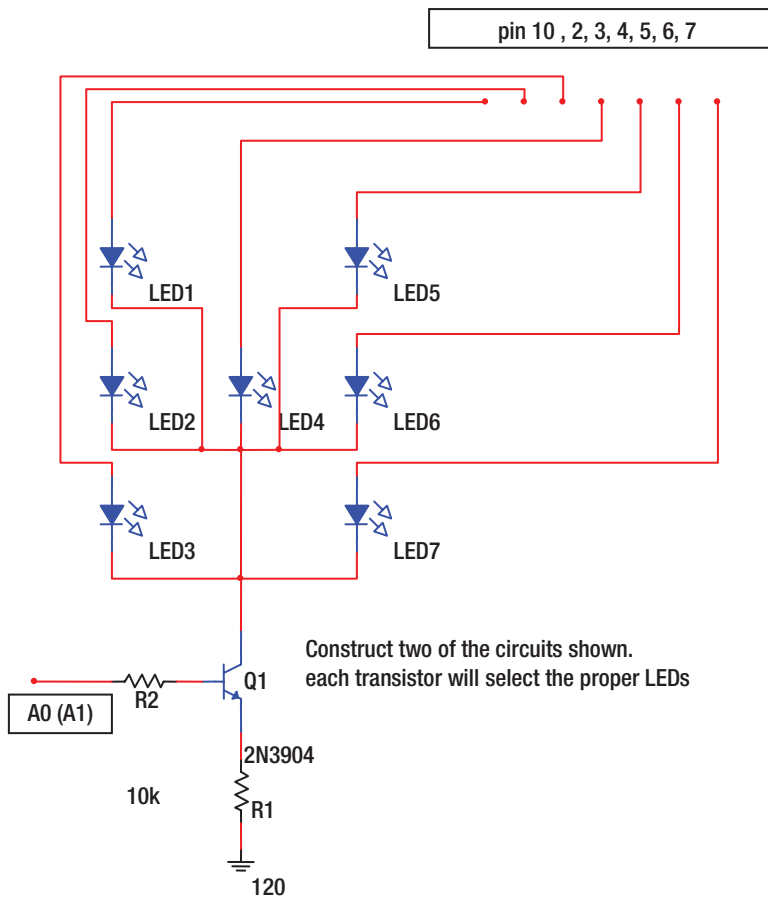 pin 10 , 2, 3, 4, 5, 6, 7
LED1
LED5
LED2
LED4
LED6
LED3
LED7
Construct two of the circuits shown.
each transistor will select the proper LEDs
Q1
R2
A0 (A1)
2N3904
10k
R1
120